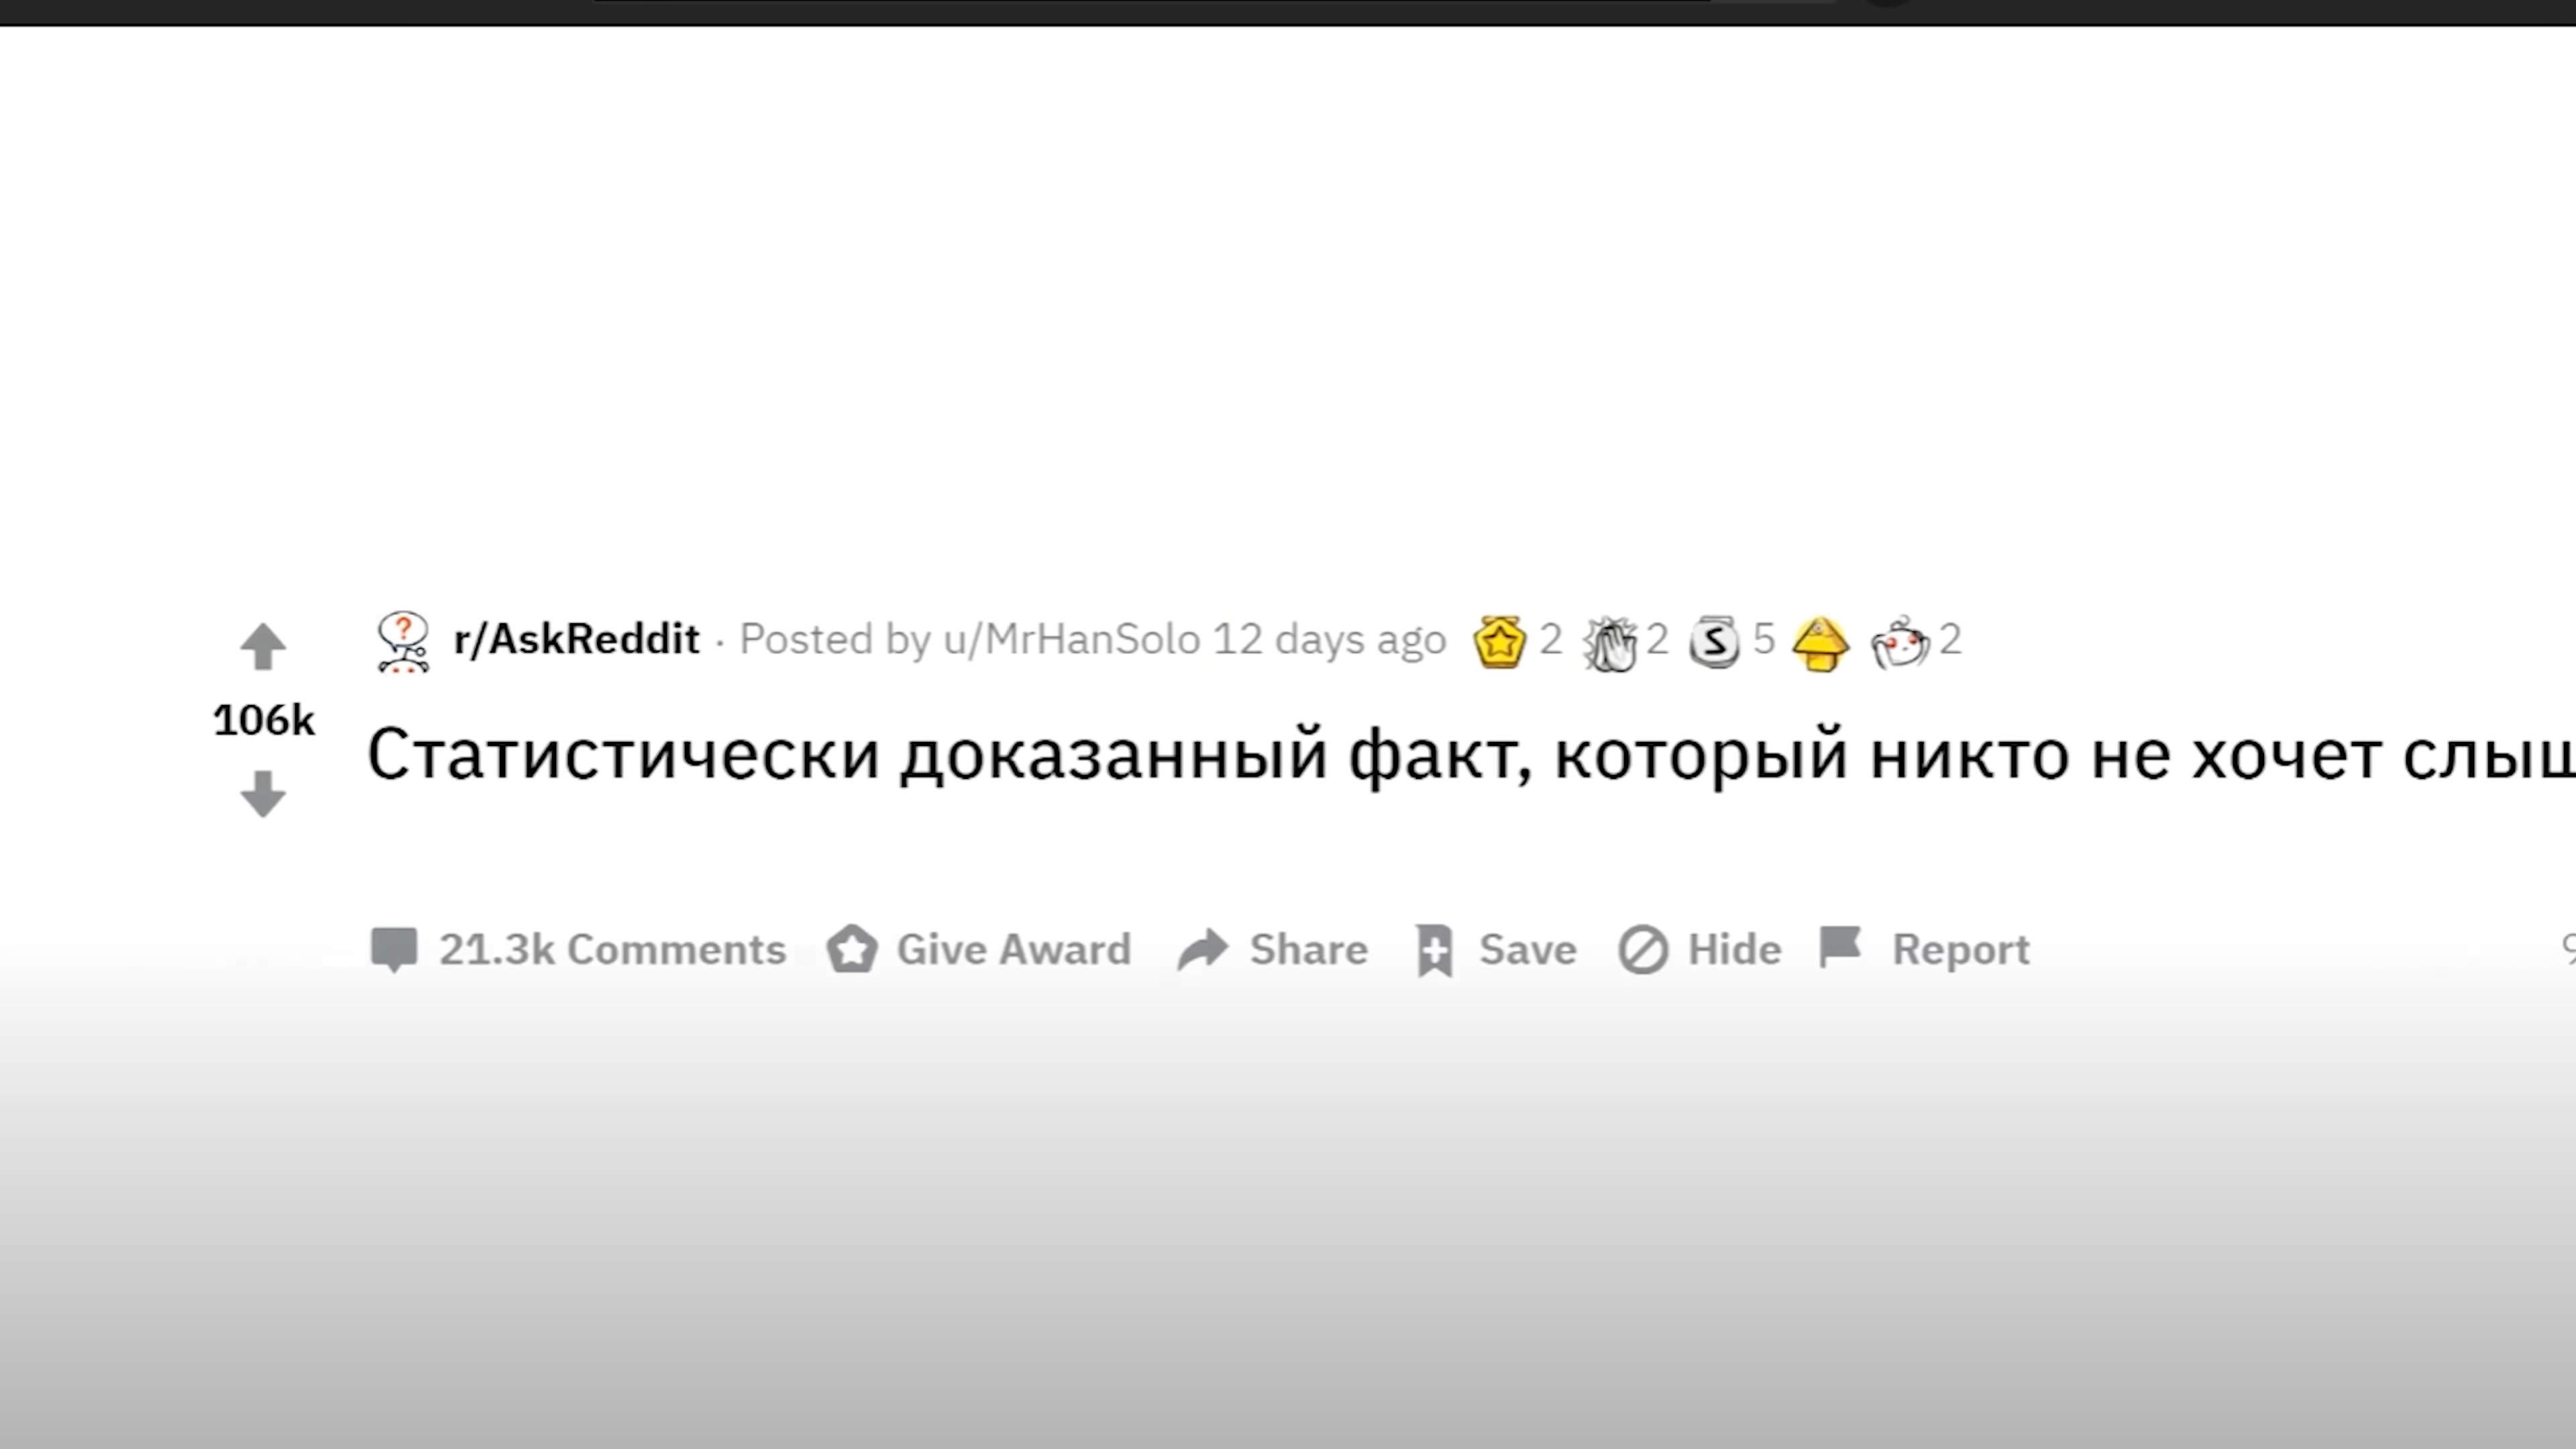 r/AskReddit · Posted by u/MrHanSolo 12 days ago 2 2 S 5 2
106k
Статистически доказанный факт, который никто не хочет
21.3k Comments Give Award Share Save Hide Report